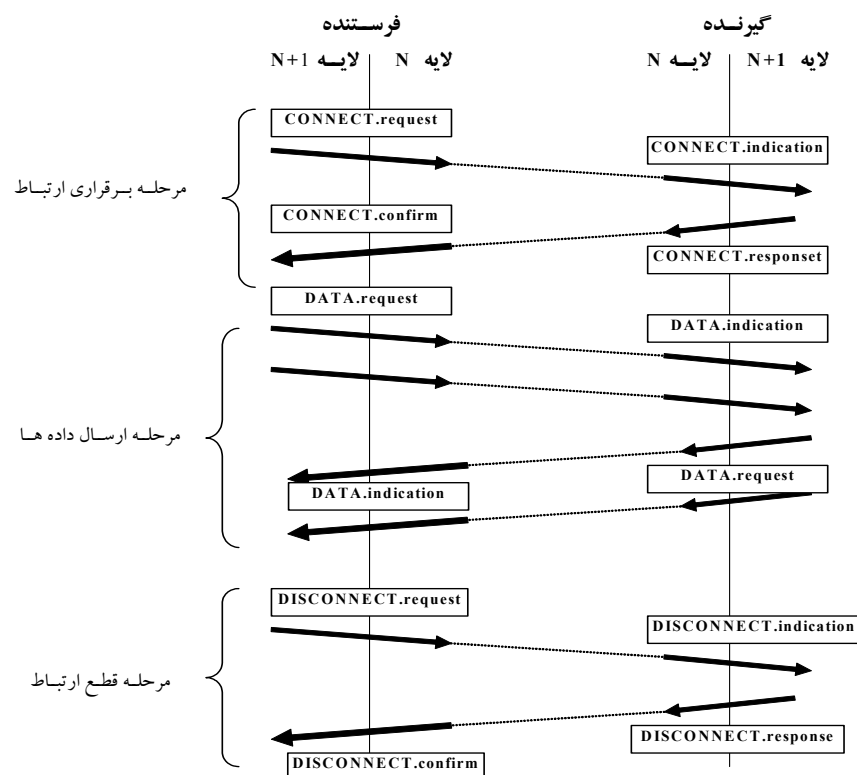 گیرنده
فرستنده
لایه N+1
لایه N
لایه N
لایه N+1
CONNECT.request
CONNECT.indication
مرحله برقراری ارتباط
CONNECT.confirm
CONNECT.responset
DATA.request
DATA.indication
مرحله ارسال داده ها
DATA.request
DATA.indication
DISCONNECT.request
DISCONNECT.indication
مرحله قطع ارتباط
DISCONNECT.response
DISCONNECT.confirm